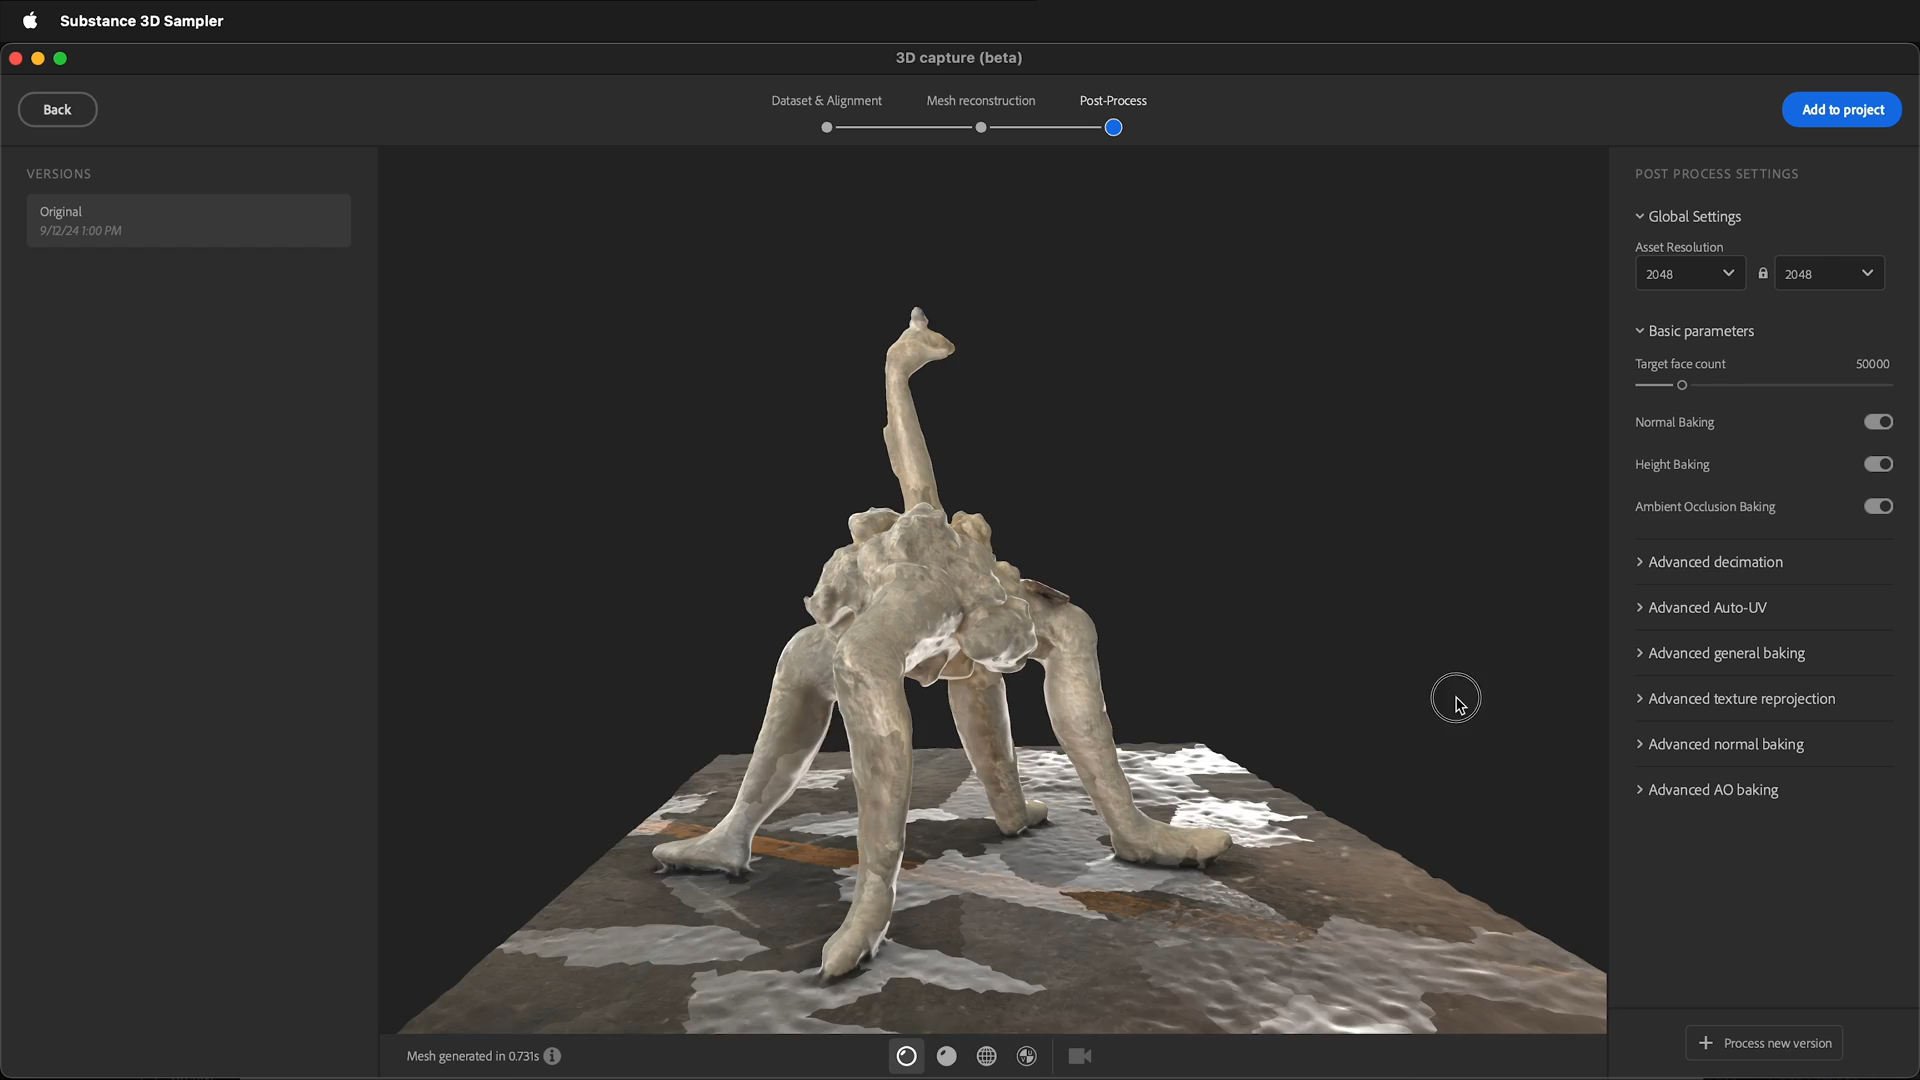 Substance 3D Sampler
3D capture (beta)
Back
Dataset & Alignment
Mesh reconstruction
Post-Process
Add to project
VERSIONS
Original
9/12/24 1:00 PM
POST PROCESS SETTINGS
Global Settings
Asset Resolution
2048
2048
Basic parameters
Target face count 50000
Normal Baking
Height Baking
Ambient Occlusion Baking
Advanced decimation
Advanced Auto-UV
Advanced general baking
Advanced texture reprojection
Advanced normal baking
Advanced AO baking
Mesh generated in 0.731s
Process new version